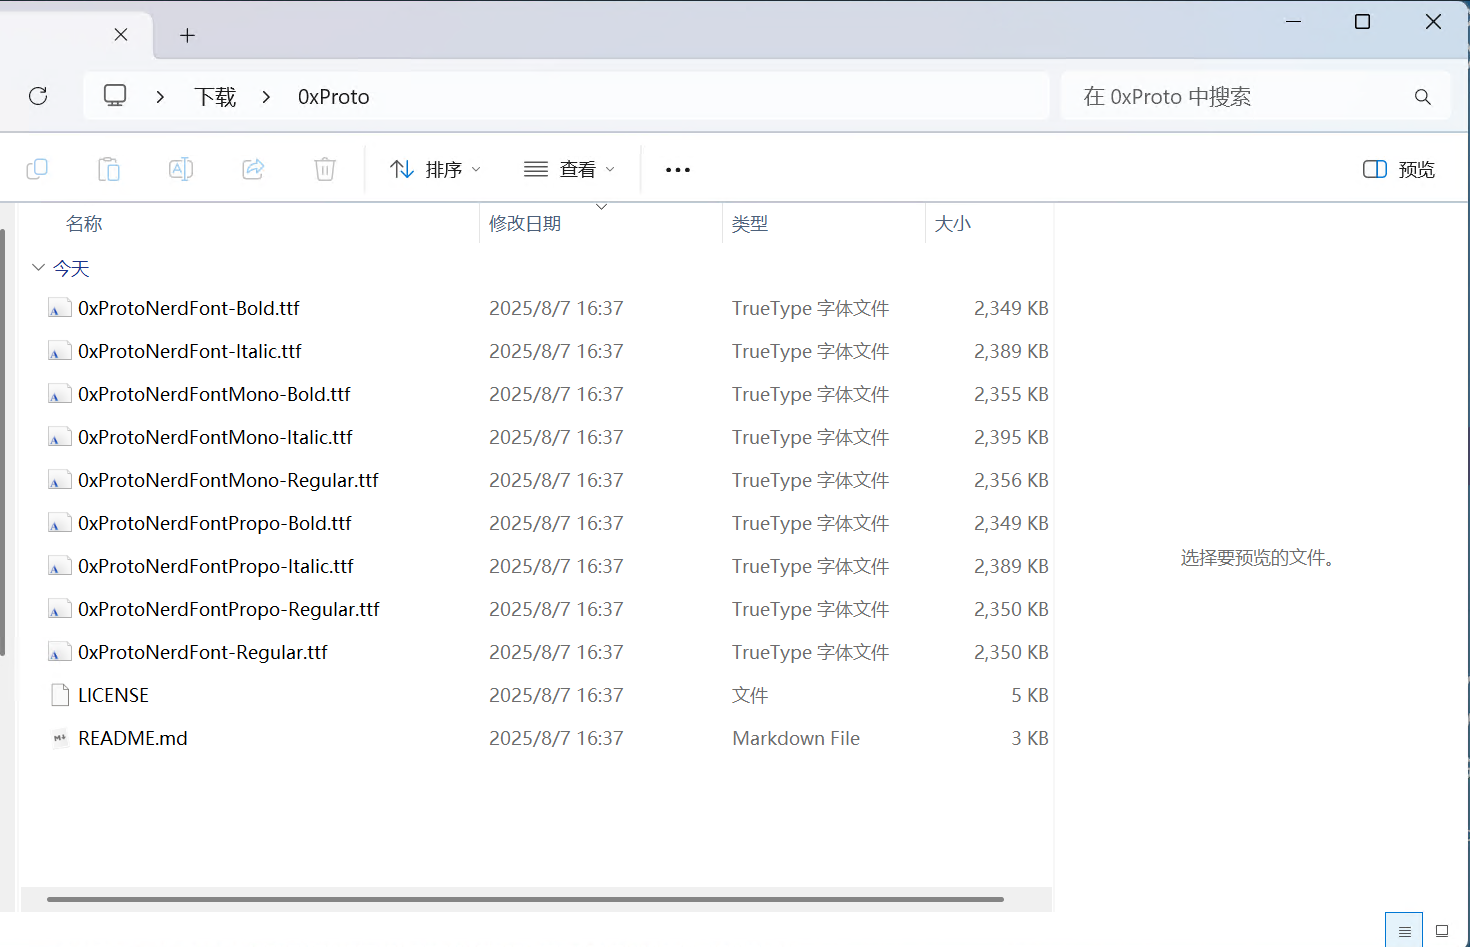 下载 0xProto
在 0xProto 中搜索
排序 查看 预览
名称 修改日期 类型 大小
今天
0xProtoNerdFont-Bold.ttf 2025/8/7 16:37 TrueType 字体文件 2,349 KB
0xProtoNerdFont-Italic.ttf 2025/8/7 16:37 TrueType 字体文件 2,389 KB
0xProtoNerdFontMono-Bold.ttf 2025/8/7 16:37 TrueType 字体文件 2,355 KB
0xProtoNerdFontMono-Italic.ttf 2025/8/7 16:37 TrueType 字体文件 2,395 KB
0xProtoNerdFontMono-Regular.ttf 2025/8/7 16:37 TrueType 字体文件 2,356 KB
0xProtoNerdFontPropo-Bold.ttf 2025/8/7 16:37 TrueType 字体文件 2,349 KB
0xProtoNerdFontPropo-Italic.ttf 2025/8/7 16:37 TrueType 字体文件 2,389 KB
0xProtoNerdFontPropo-Regular.ttf 2025/8/7 16:37 TrueType 字体文件 2,350 KB
0xProtoNerdFont-Regular.ttf 2025/8/7 16:37 TrueType 字体文件 2,350 KB
LICENSE 2025/8/7 16:37 文件 5 KB
README.md 2025/8/7 16:37 Markdown File 3 KB
选择要预览的文件。